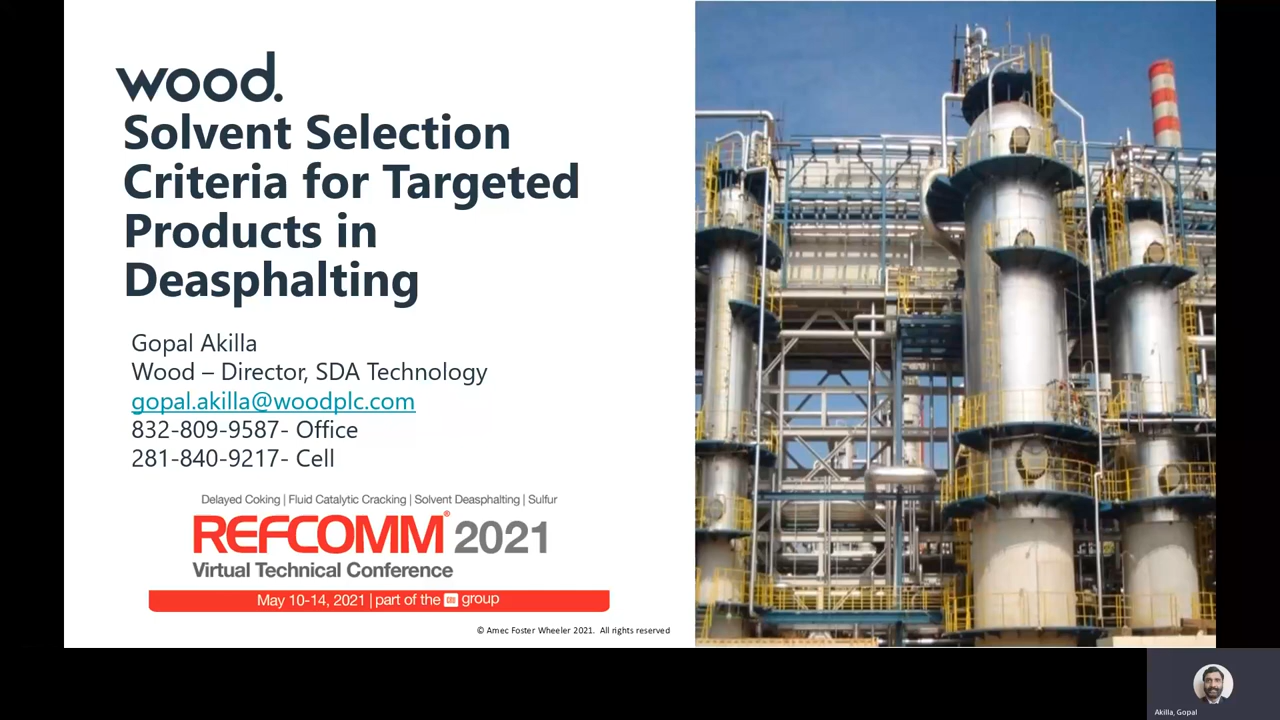 wood.
Solvent Selection
Criteria for Targeted
Products in
Deasphalting
Gopal Akilla
Wood – Director, SDA Technology
gopal.akilla@woodplc.com
832-809-9587- Office
281-840-9217- Cell
Delayed Coking | Fluid Catalytic Cracking | Solvent Deasphalting | Sulfur
REFCOMM® 2021
Virtual Technical Conference
May 10-14, 2021 | part of the CRU group
© Amec Foster Wheeler 2021. All rights reserved
Akilla, Gopal